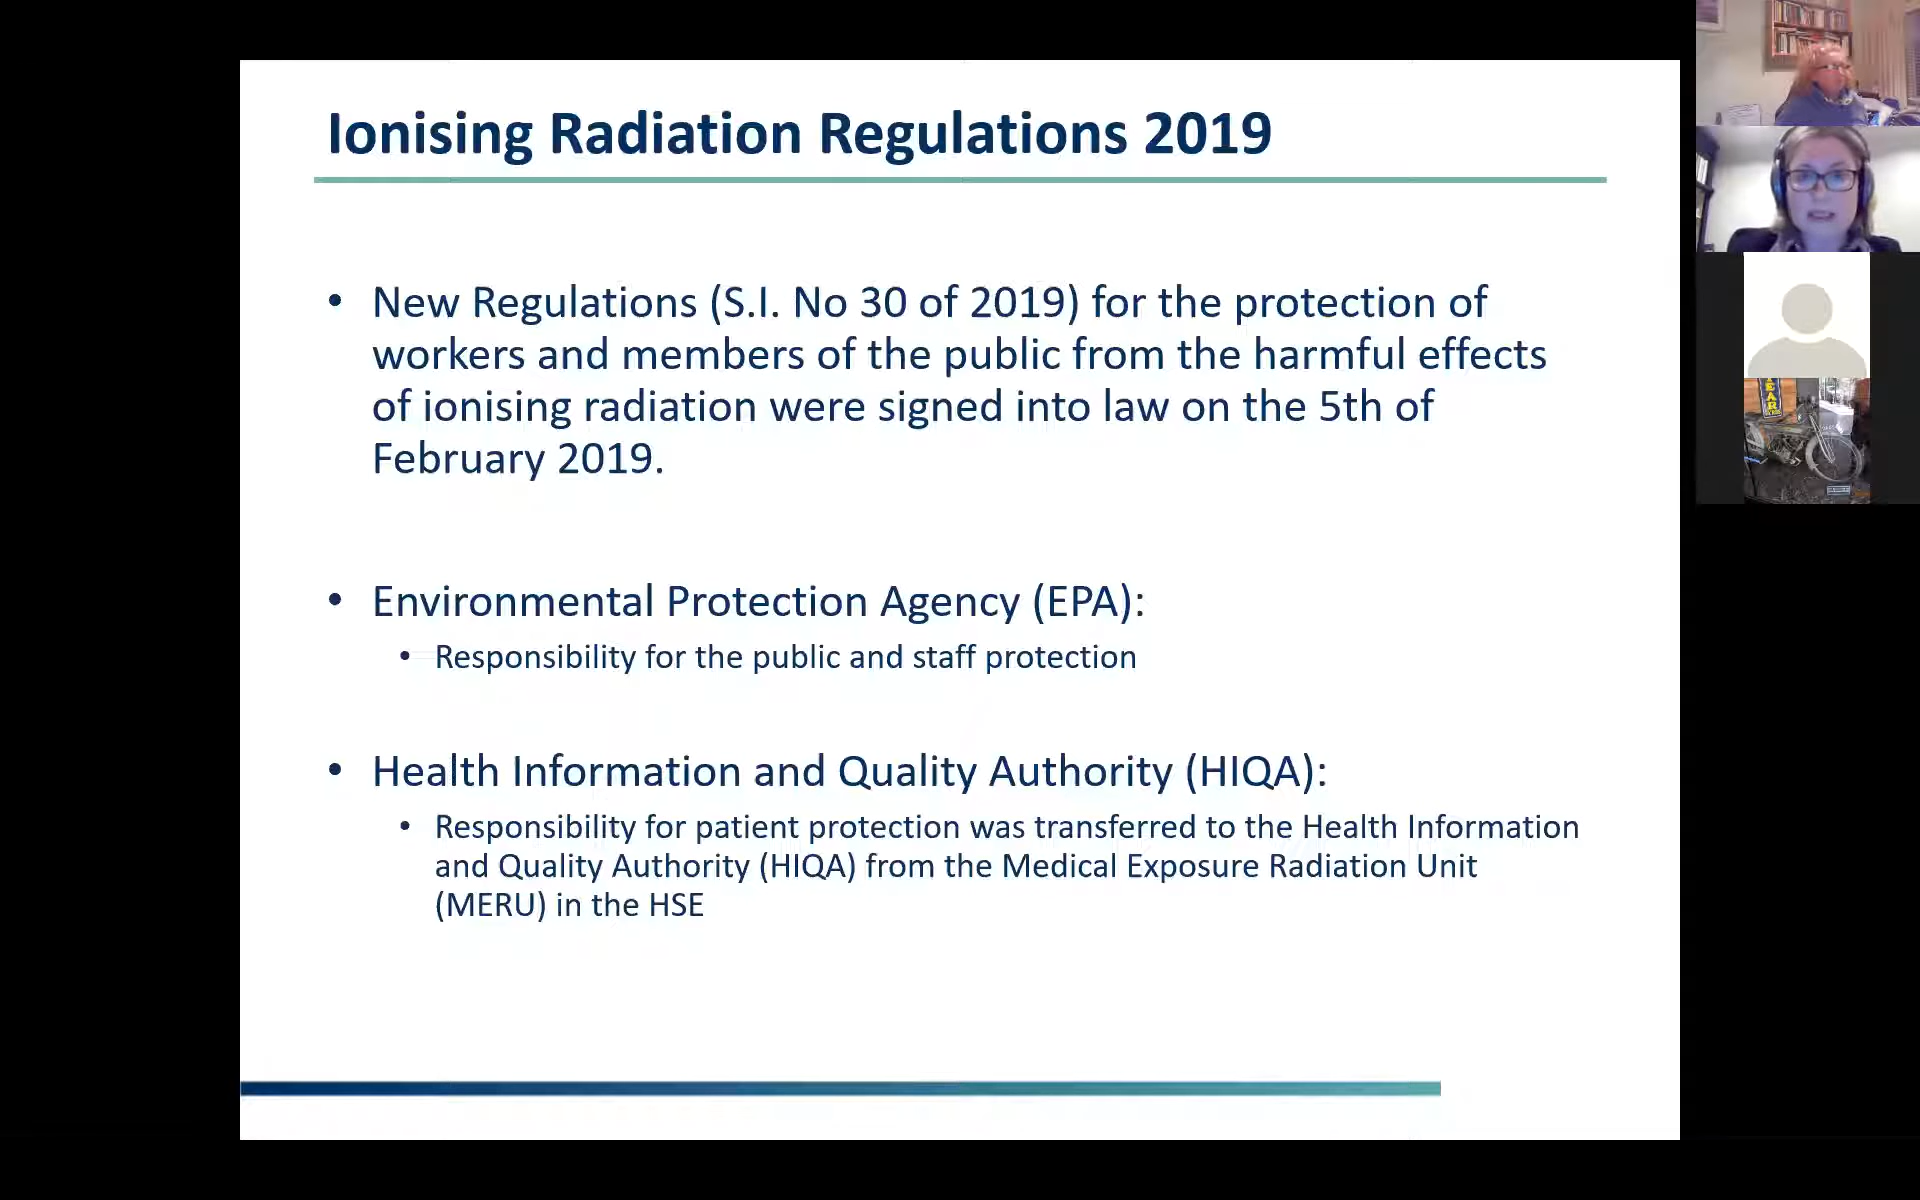 Ionising Radiation Regulations 2019
• New Regulations (S.I. No 30 of 2019) for the protection of
workers and members of the public from the harmful effects
of ionising radiation were signed into law on the 5th of
February 2019.
• Environmental Protection Agency (EPA):
• Responsibility for the public and staff protection
• Health Information and Quality Authority (HIQA):
• Responsibility for patient protection was transferred to the Health Information
and Quality Authority (HIQA) from the Medical Exposure Radiation Unit
(MERU) in the HSE